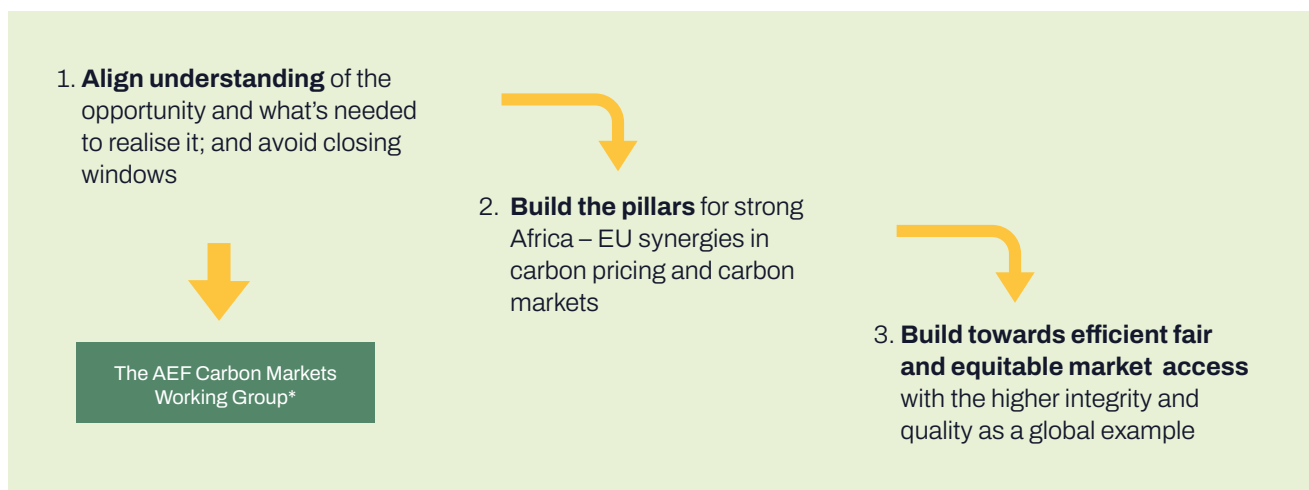 1. Align understanding of the
opportunity and what's needed
to realise it; and avoid closing
windows
The AEF Carbon Markets
Working Group*
2. Build the pillars for strong
Africa – EU synergies in
carbon pricing and carbon
markets
3. Build towards efficient fair
and equitable market access
with the higher integrity and
quality as a global example